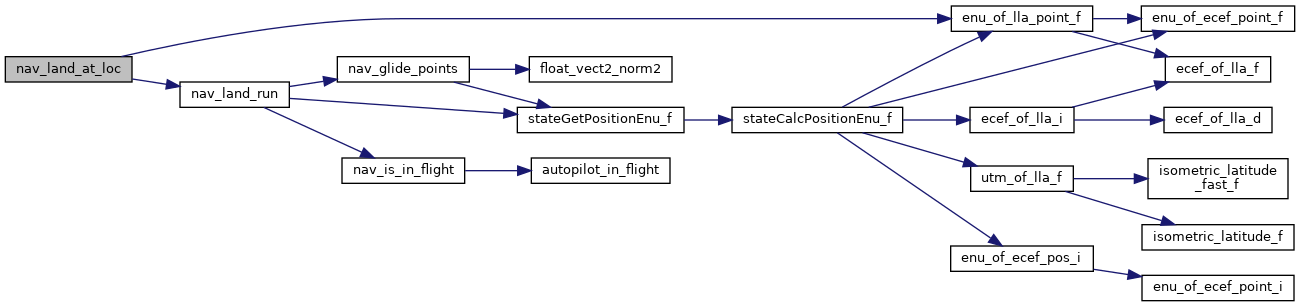 nav_land_at_loc
nav_land_run
nav_glide_points
nav_is_in_flight
float_vect2_norm2
stateGetPositionEnu_f
autopilot_in_flight
stateCalcPositionEnu_f
enu_of_lla_point_f
ecef_of_lla_i
utm_of_lla_f
enu_of_ecef_pos_i
enu_of_ecef_point_f
ecef_of_lla_f
ecef_of_lla_d
isometric_latitude
_fast_f
isometric_latitude_f
enu_of_ecef_point_i